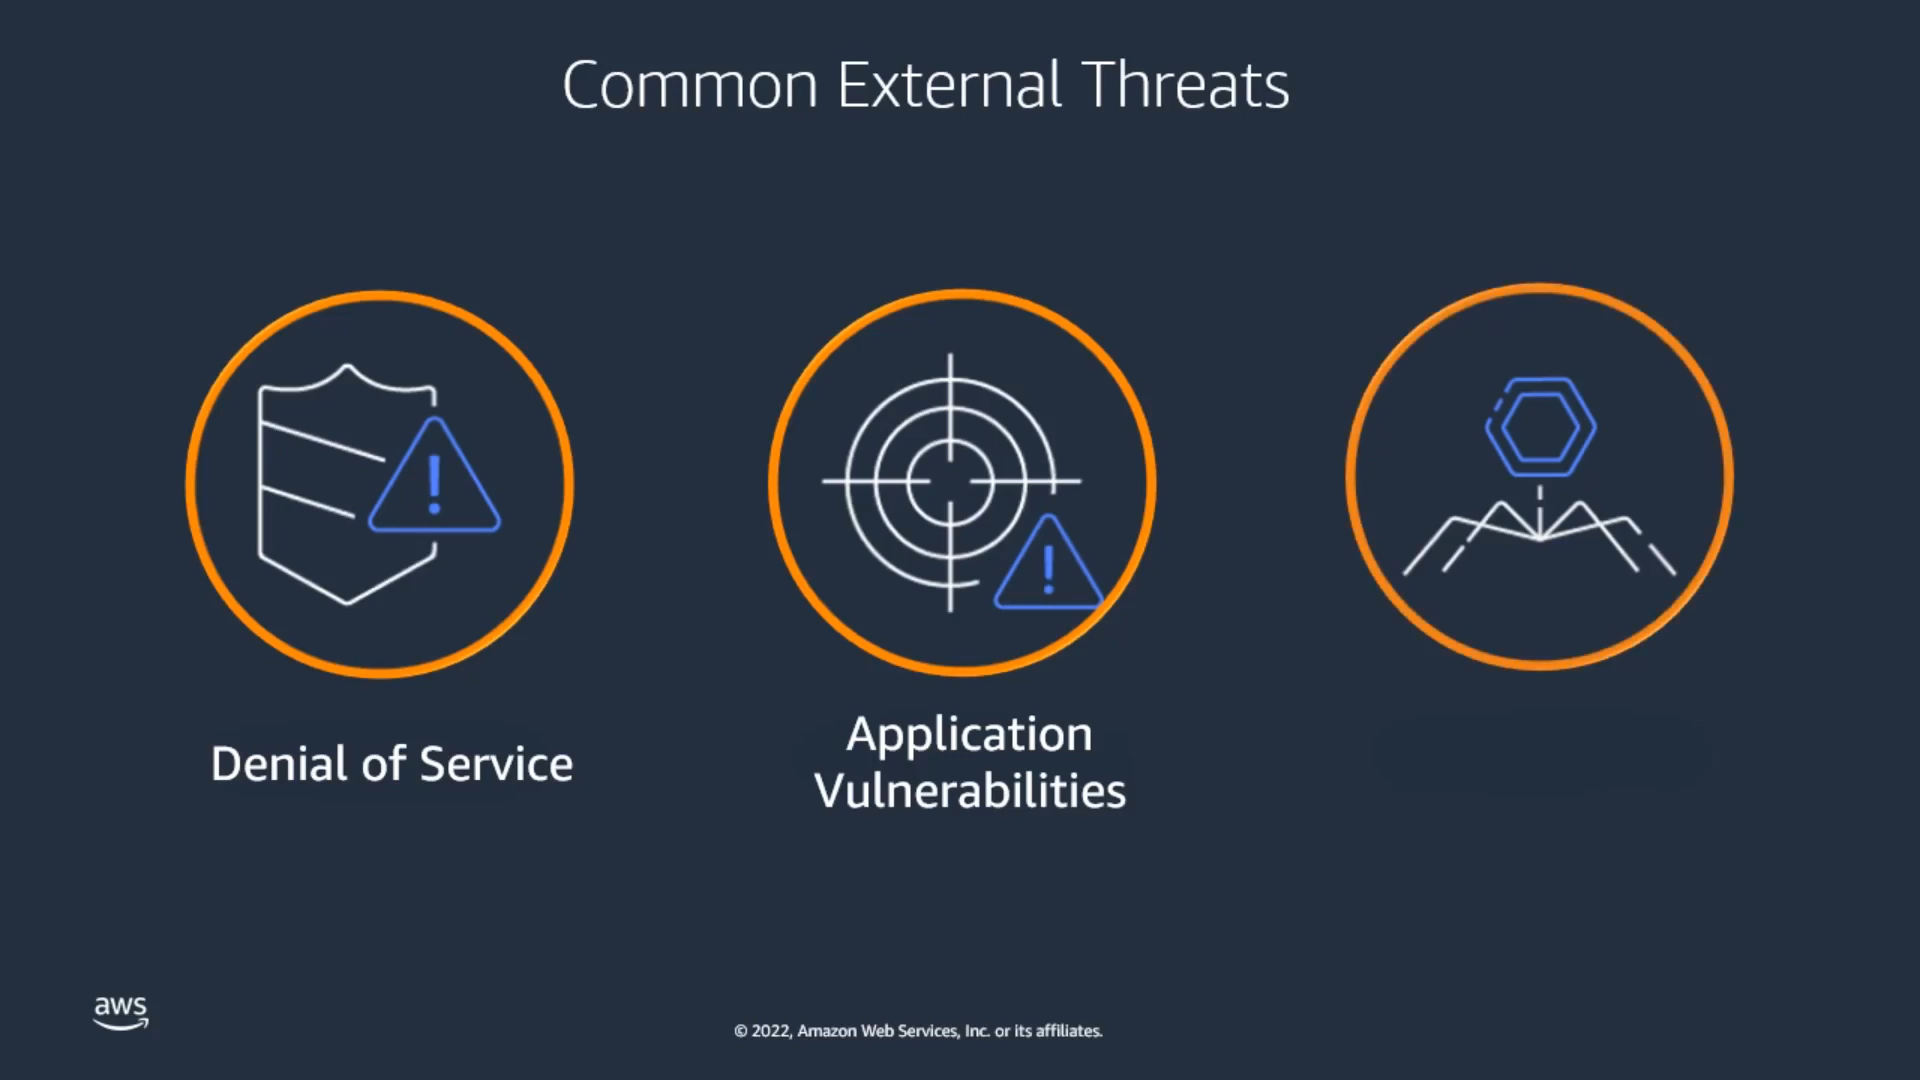 Common External Threats
Denial of Service
Application
Vulnerabilities
aws
© 2022, Amazon Web Services, Inc. or its affiliates.